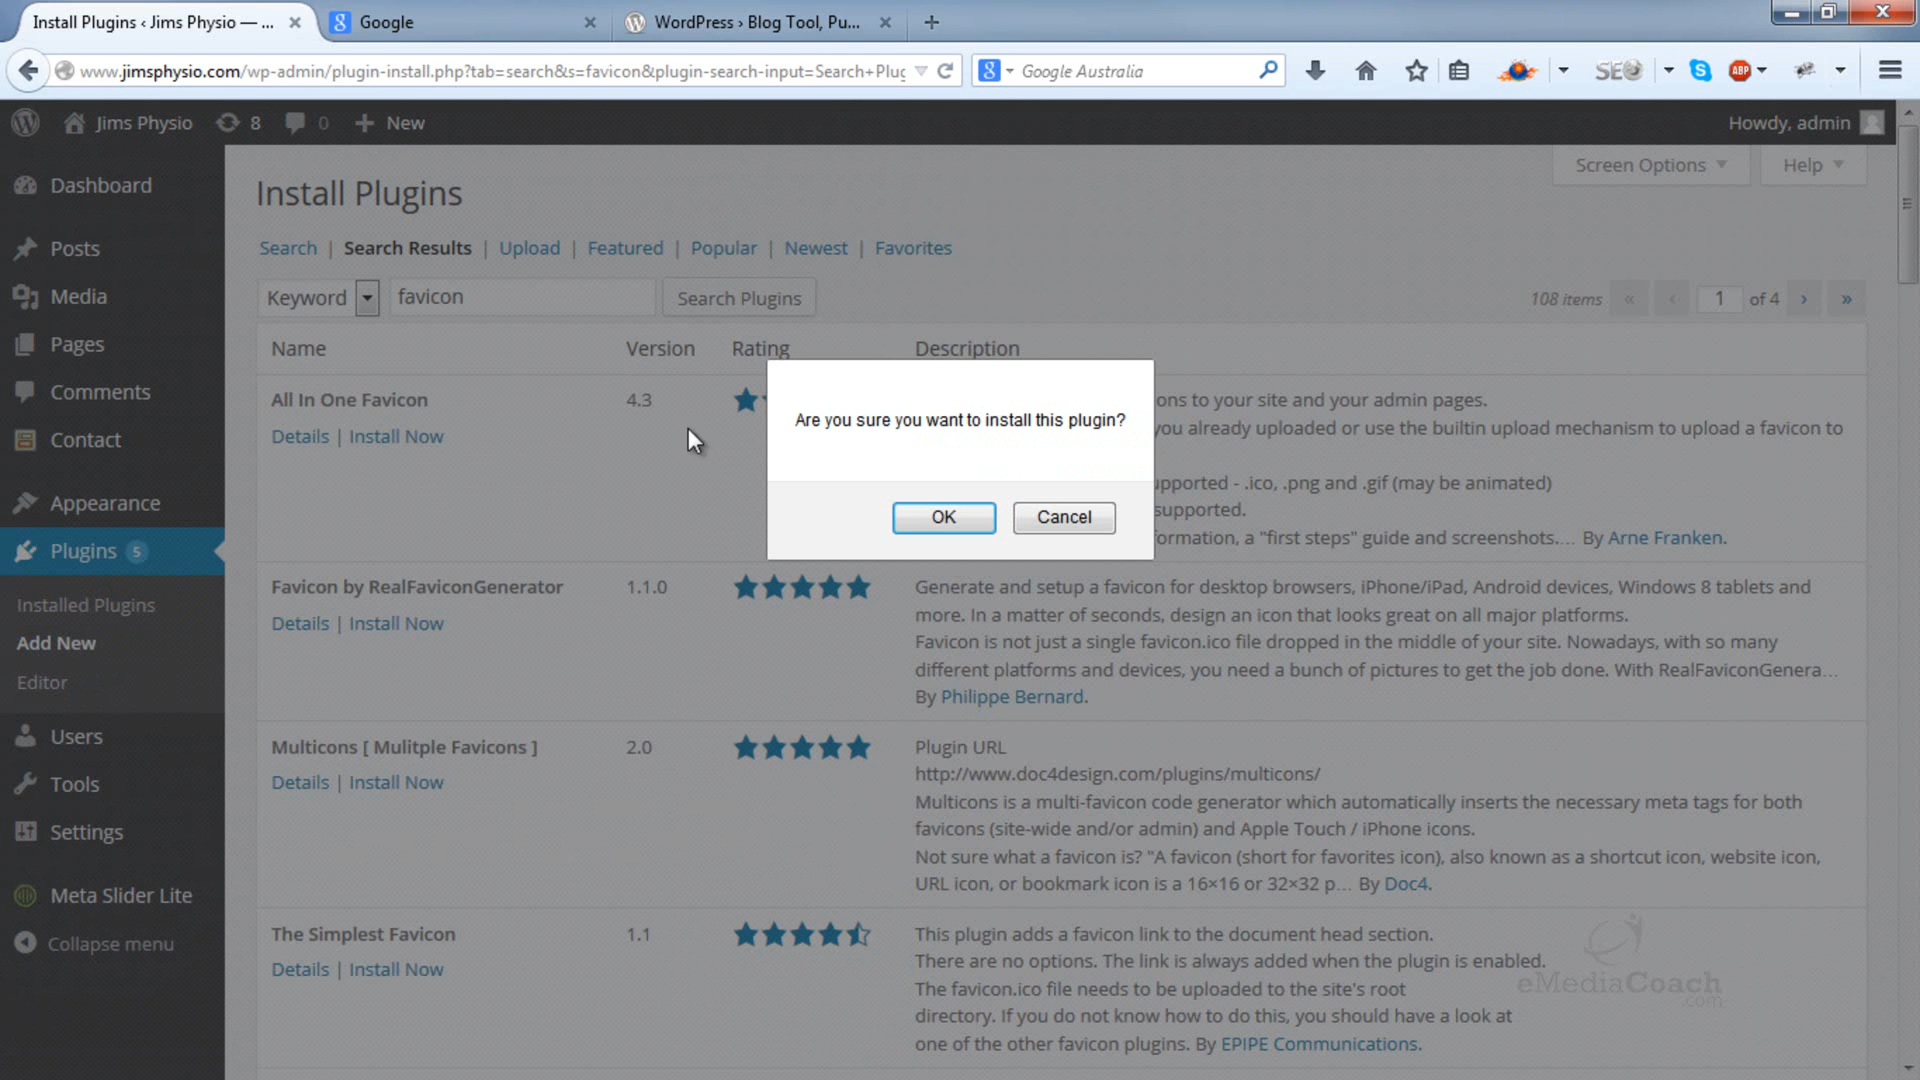 Install Plugins ‹ Jims Physio — ...
Google
WordPress › Blog Tool, Pu...
www.jimsphysio.com/wp-admin/plugin-install.php?tab=search&s=favicon&plugin-search-input=Search+Plug
Google Australia
SEO
ABP
Jims Physio
8
0
New
Howdy, admin
Dashboard
Posts
Media
Pages
Comments
Contact
Appearance
Plugins 5
Installed Plugins
Add New
Editor
Users
Tools
Settings
Meta Slider Lite
Collapse menu
Screen Options
Help
Install Plugins
Search | Search Results | Upload | Featured | Popular | Newest | Favorites
Keyword
favicon
Search Plugins
108 items « ‹ 1 of 4 › »
Name Version Rating Description
All In One Favicon
4.3
Details | Install Now
ons to your site and your admin pages.
you already uploaded or use the builtin upload mechanism to upload a favicon to
pported - .ico, .png and .gif (may be animated)
supported.
ormation, a "first steps" guide and screenshots.... By Arne Franken.
Are you sure you want to install this plugin?
OK
Cancel
Favicon by RealFaviconGenerator
1.1.0
Details | Install Now
Generate and setup a favicon for desktop browsers, iPhone/iPad, Android devices, Windows 8 tablets and
more. In a matter of seconds, design an icon that looks great on all major platforms.
Favicon is not just a single favicon.ico file dropped in the middle of your site. Nowadays, with so many
different platforms and devices, you need a bunch of pictures to get the job done. With RealFaviconGenera...
By Philippe Bernard.
Multicons [ Mulitple Favicons ]
2.0
Details | Install Now
Plugin URL
http://www.doc4design.com/plugins/multicons/
Multicons is a multi-favicon code generator which automatically inserts the necessary meta tags for both
favicons (site-wide and/or admin) and Apple Touch / iPhone icons.
Not sure what a favicon is? "A favicon (short for favorites icon), also known as a shortcut icon, website icon,
URL icon, or bookmark icon is a 16×16 or 32×32 p... By Doc4.
The Simplest Favicon
1.1
Details | Install Now
This plugin adds a favicon link to the document head section.
There are no options. The link is always added when the plugin is enabled.
The favicon.ico file needs to be uploaded to the site's root
directory. If you do not know how to do this, you should have a look at
one of the other favicon plugins. By EPIPE Communications.
eMediaCoach
.com